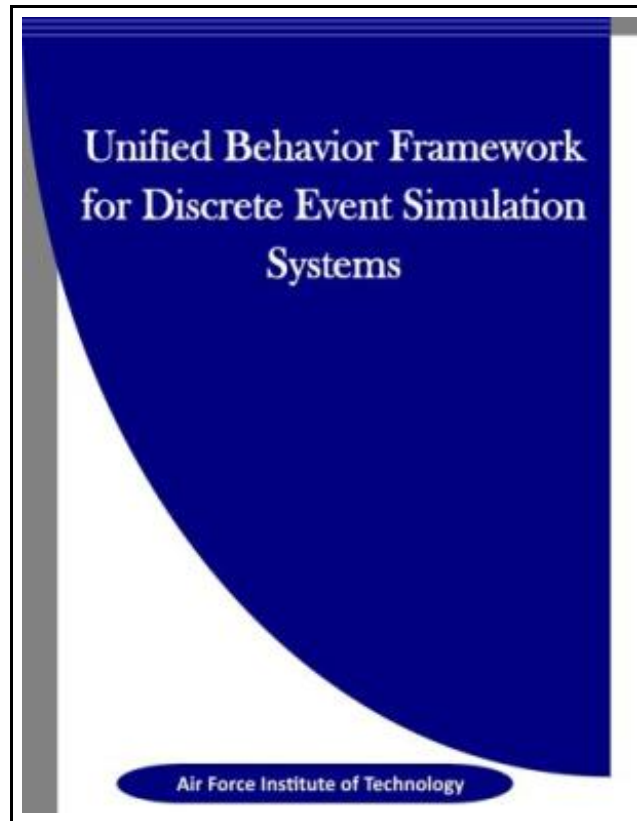 Unified Behavior Framework
for Discrete Event Simulation
Systems
Air Force Institute of Technology